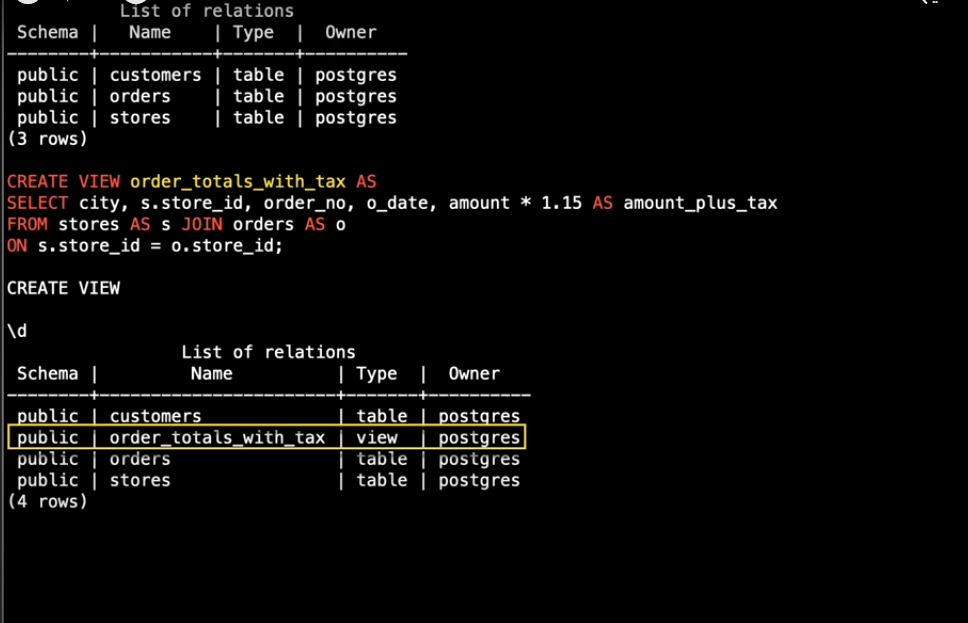 List of relations
Schema | Name | Type | Owner
--------+-----------+-------+----------
public | customers | table | postgres
public | orders | table | postgres
public | stores | table | postgres
(3 rows)
CREATE VIEW order_totals_with_tax AS
SELECT city, s.store_id, order_no, o_date, amount * 1.15 AS amount_plus_tax
FROM stores AS s JOIN orders AS o
ON s.store_id = o.store_id;
CREATE VIEW
\d
List of relations
Schema | Name | Type | Owner
--------+-----------------------+-------+----------
public | customers | table | postgres
public | order_totals_with_tax | view | postgres
public | orders | table | postgres
public | stores | table | postgres
(4 rows)